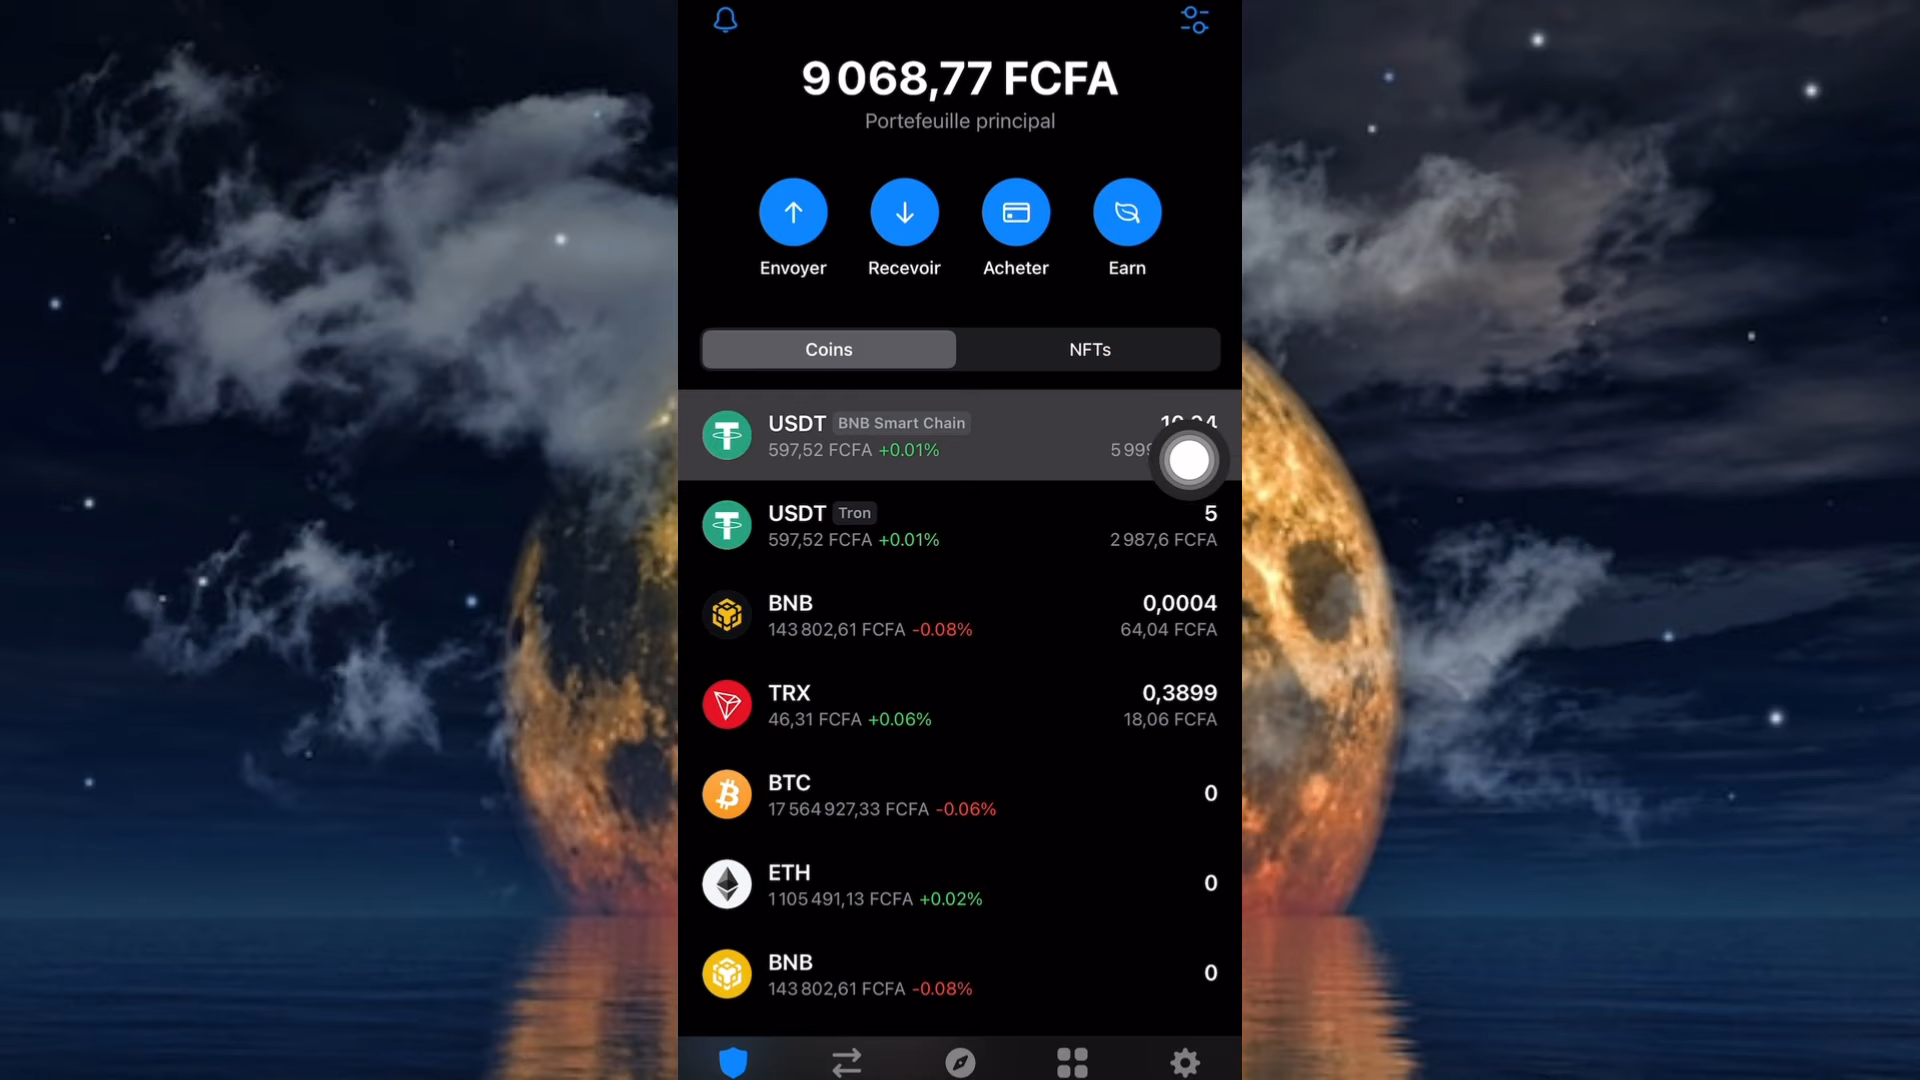 9 068,77 FCFA
Portefeuille principal
Envoyer Recevoir Acheter Earn
Coins NFTs
USDT BNB Smart Chain
597,52 FCFA +0.01%
USDT Tron 5
597,52 FCFA +0.01% 2 987,6 FCFA
BNB 0,0004
143 802,61 FCFA -0.08% 64,04 FCFA
TRX 0,3899
46,31 FCFA +0.06% 18,06 FCFA
BTC 0
17 564 927,33 FCFA -0.06%
ETH 0
1 105 491,13 FCFA +0.02%
BNB 0
143 802,61 FCFA -0.08%